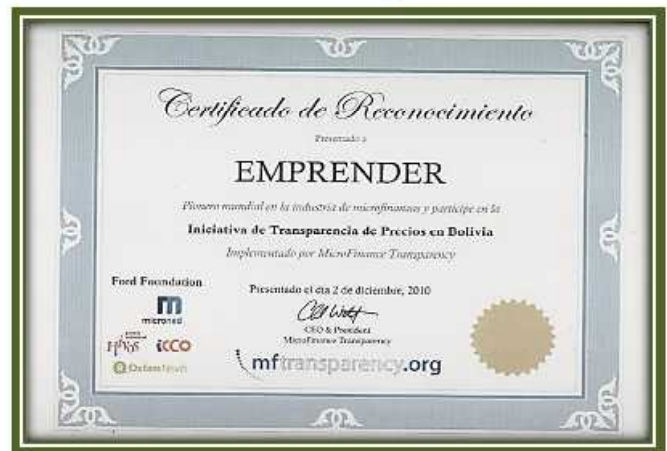 Certificado de Reconocimiento
Presentado a
EMPRENDER
Pionero mundial en la industria de microfinanzas y partícipe en la
Iniciativa de Transparencia de Precios en Bolivia
Implementado por MicroFinance Transparency
Ford Foundation
Presentado el día 2 de diciembre, 2010
microned
CEO & President
MicroFinance Transparency
Hivos
icco
Oxfam Novib
mftransparency.org